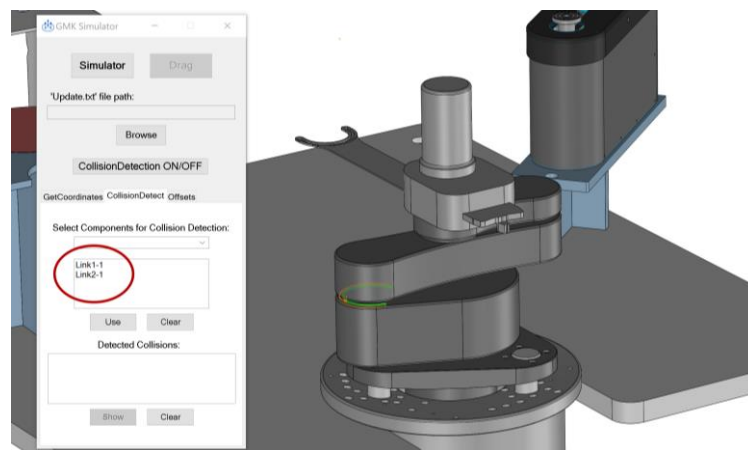 GMK Simulator
Simulator
Drag
'Update.txt' file path:
Browse
CollisionDetection ON/OFF
GetCoordinates CollisionDetect Offsets
Select Components for Collision Detection:
Link1-1
Link2-1
Use
Clear
Detected Collisions:
Show
Clear